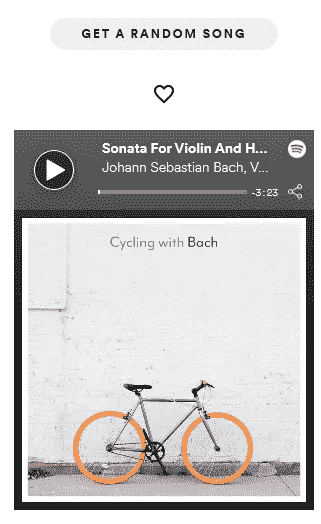 GET A RANDOM SONG
Sonata For Violin And H...
Johann Sebastian Bach, V...
-3:23
Cycling with Bach